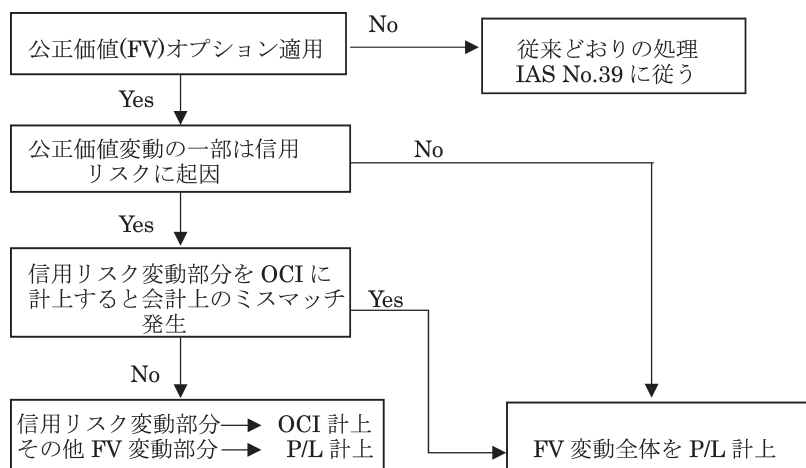 公正価値(FV)オプション適用
No
従来どおりの処理
IAS No.39 に従う
Yes
公正価値変動の一部は信用
リスクに起因
No
Yes
信用リスク変動部分を OCI に
計上すると会計上のミスマッチ
発生
Yes
No
信用リスク変動部分→ OCI 計上
その他 FV 変動部分→ P/L 計上
FV 変動全体を P/L 計上